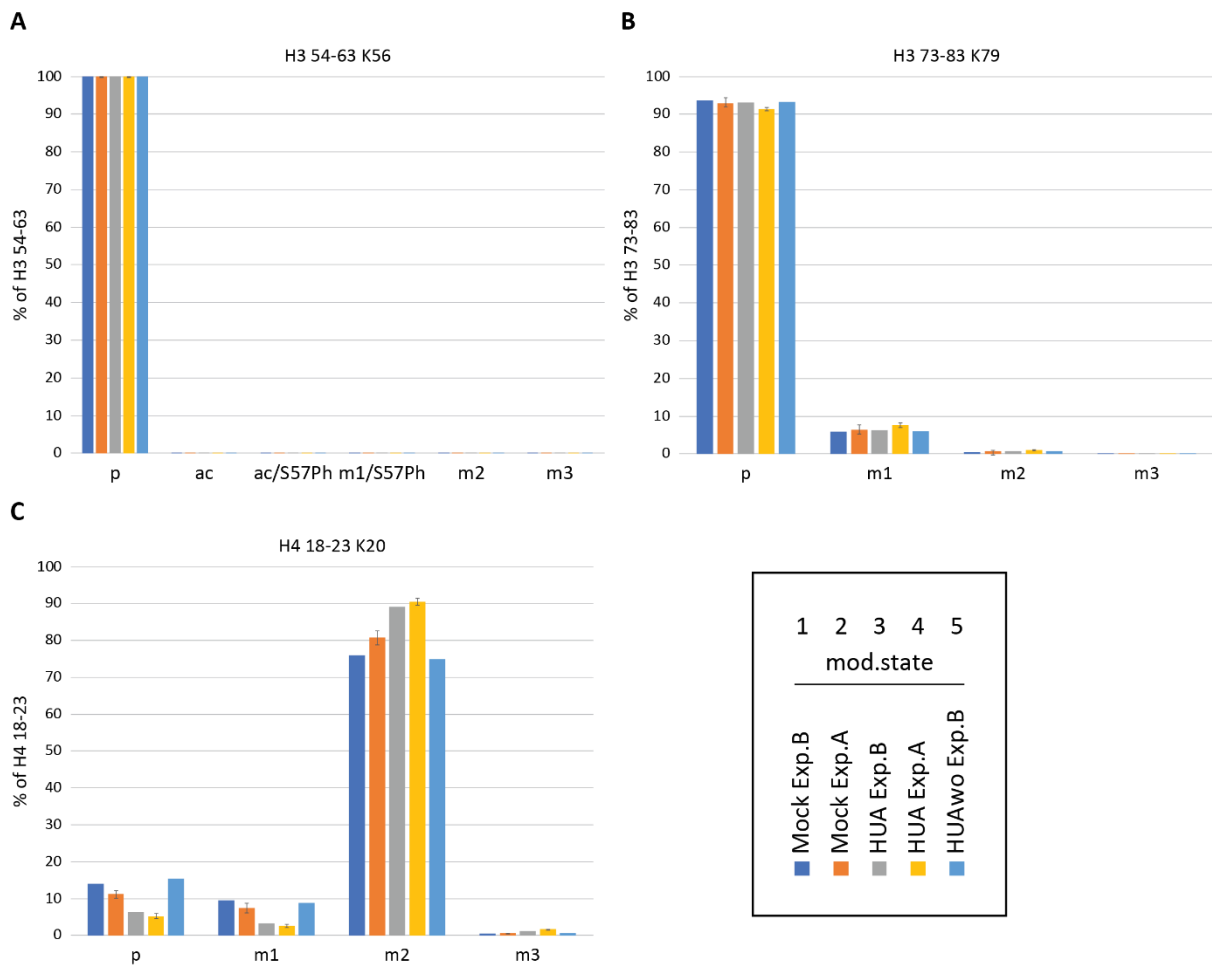 A
H3 54-63 K56
% of H3 54-63
100
90
80
70
60
50
40
30
20
10
0
p ac ac/S57Ph m1/S57Ph m2 m3
B
H3 73-83 K79
% of H3 73-83
100
90
80
70
60
50
40
30
20
10
0
p m1 m2 m3
C
H4 18-23 K20
% of H4 18-23
100
90
80
70
60
50
40
30
20
10
0
p m1 m2 m3
1 2 3 4 5
mod.state
Mock Exp.B
Mock Exp.A
HUA Exp.B
HUA Exp.A
HUAwo Exp.B